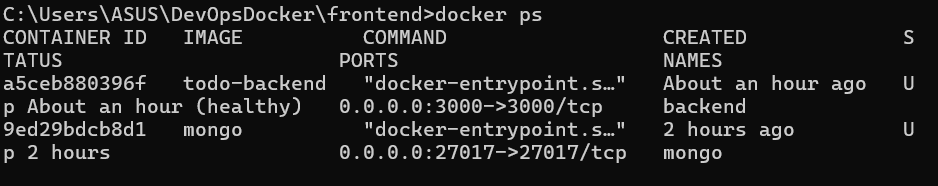 C:\Users\ASUS\DevOpsDocker\frontend>docker ps
CONTAINER ID   IMAGE          COMMAND                  CREATED             S
TATUS                       PORTS                      NAMES
a5ceb880396f   todo-backend   "docker-entrypoint.s…"   About an hour ago   U
p About an hour (healthy)   0.0.0.0:3000->3000/tcp     backend
9ed29bdcb8d1   mongo          "docker-entrypoint.s…"   2 hours ago         U
p 2 hours                   0.0.0.0:27017->27017/tcp   mongo